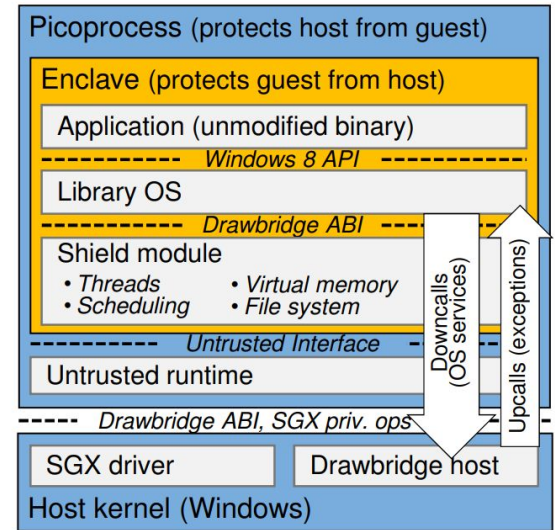 Picoprocess (protects host from guest)
Enclave (protects guest from host)
Application (unmodified binary)
Windows 8 API
Library OS
Drawbridge ABI
Shield module
• Threads
• Virtual memory
• Scheduling
• File system
Downcalls
(OS services)
Upcalls (exceptions)
Untrusted Interface
Untrusted runtime
Drawbridge ABI, SGX priv. ops
SGX driver
Drawbridge host
Host kernel (Windows)